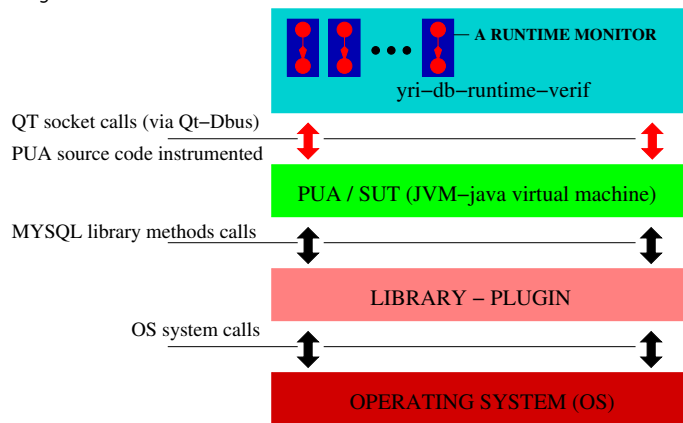 A RUNTIME MONITOR
yri−db−runtime−verif
QT socket calls (via Qt−Dbus)
PUA source code instrumented
PUA / SUT (JVM−java virtual machine)
MYSQL library methods calls
LIBRARY − PLUGIN
OS system calls
OPERATING SYSTEM (OS)